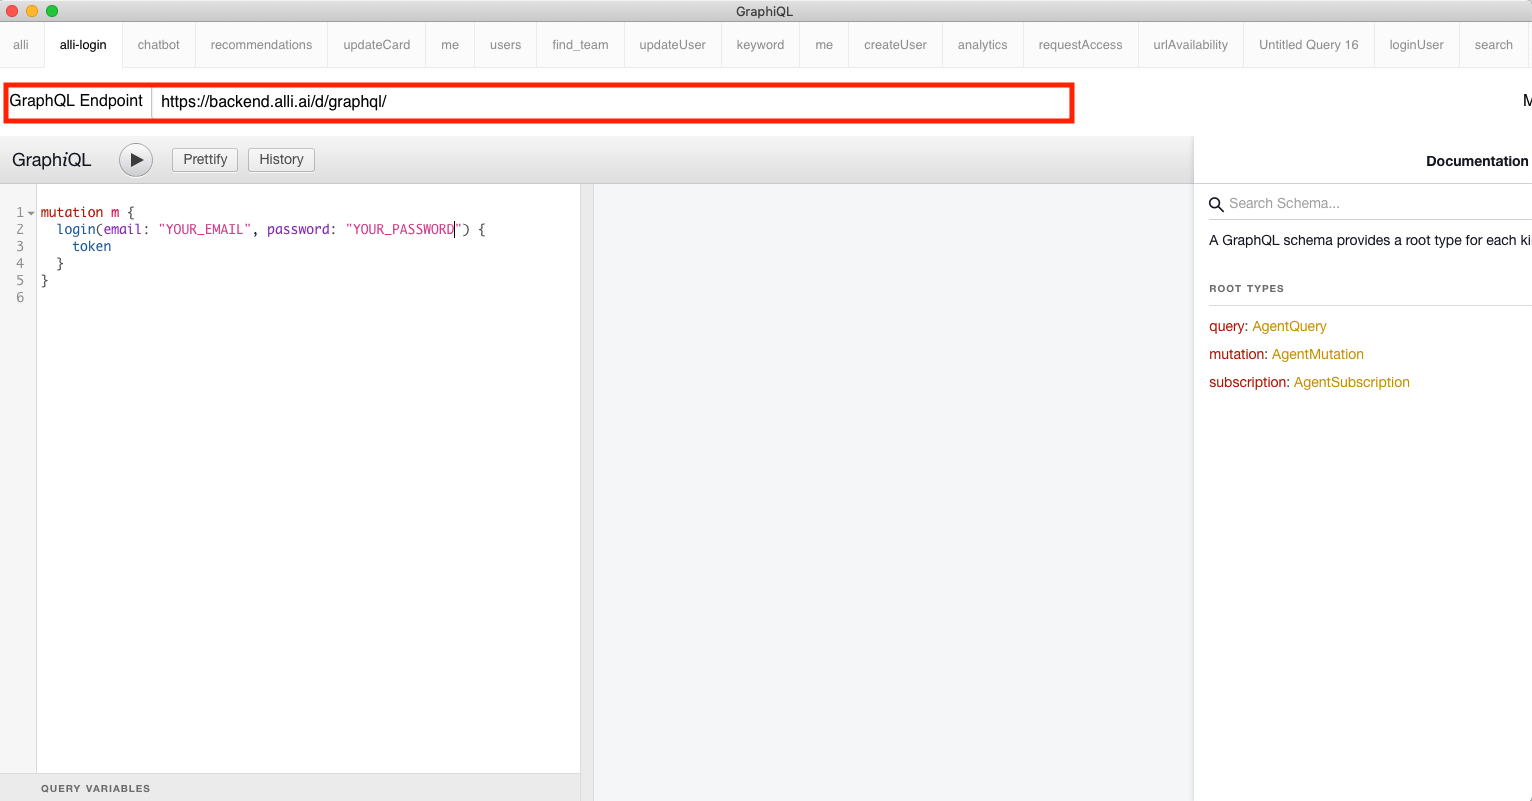 GraphiQL
alli alli-login chatbot recommendations updateCard me users find_team updateUser keyword me createUser analytics requestAccess urlAvailability Untitled Query 16 loginUser search
GraphQL Endpoint https://backend.alli.ai/d/graphql/ M
GraphiQL Prettify History Documentation
Search Schema...
A GraphQL schema provides a root type for each ki
ROOT TYPES
query: AgentQuery
mutation: AgentMutation
subscription: AgentSubscription
1 mutation m {
2 login(email: "YOUR_EMAIL", password: "YOUR_PASSWORD") {
3 token
4 }
5 }
6
QUERY VARIABLES